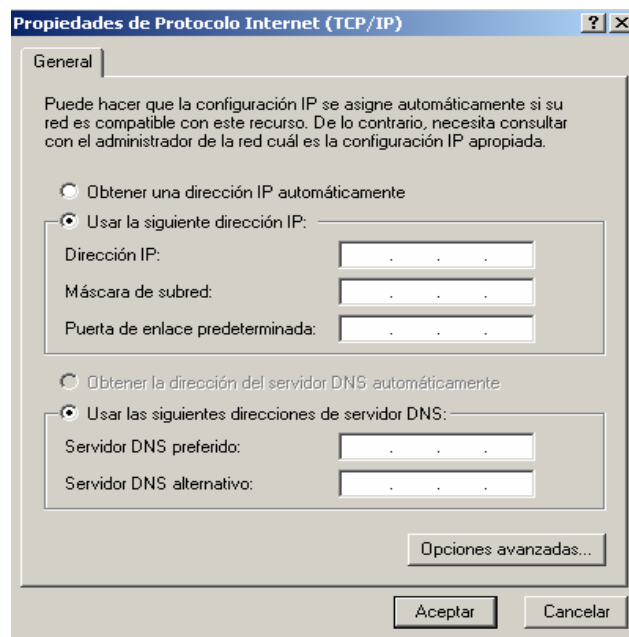 Propiedades de Protocolo Internet (TCP/IP)
General
Puede hacer que la configuración IP se asigne automáticamente si su
red es compatible con este recurso. De lo contrario, necesita consultar
con el administrador de la red cuál es la configuración IP apropiada.
Obtener una dirección IP automáticamente
Usar la siguiente dirección IP:
Dirección IP:
Máscara de subred:
Puerta de enlace predeterminada:
Obtener la dirección del servidor DNS automáticamente
Usar las siguientes direcciones de servidor DNS:
Servidor DNS preferido:
Servidor DNS alternativo:
Opciones avanzadas...
Aceptar
Cancelar